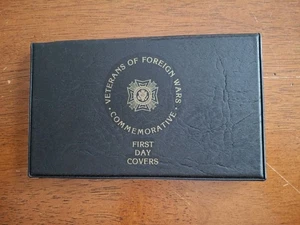 VETERANS OF FOREIGN WARS
COMMEMORATIVE
FIRST
DAY
COVERS